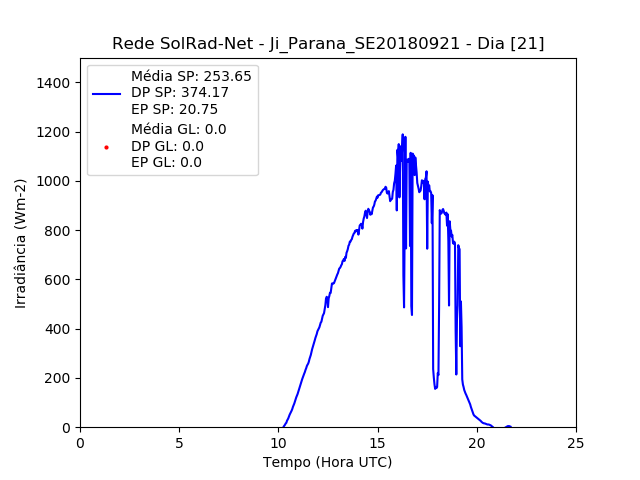 Rede SolRad-Net - Ji_Parana_SE20180921 - Dia [21]
Média SP: 253.65
DP SP: 374.17
EP SP: 20.75
Média GL: 0.0
DP GL: 0.0
EP GL: 0.0
1400
1200
1000
800
600
400
200
0
Irradiância (Wm-2)
0 5 10 15 20 25
Tempo (Hora UTC)